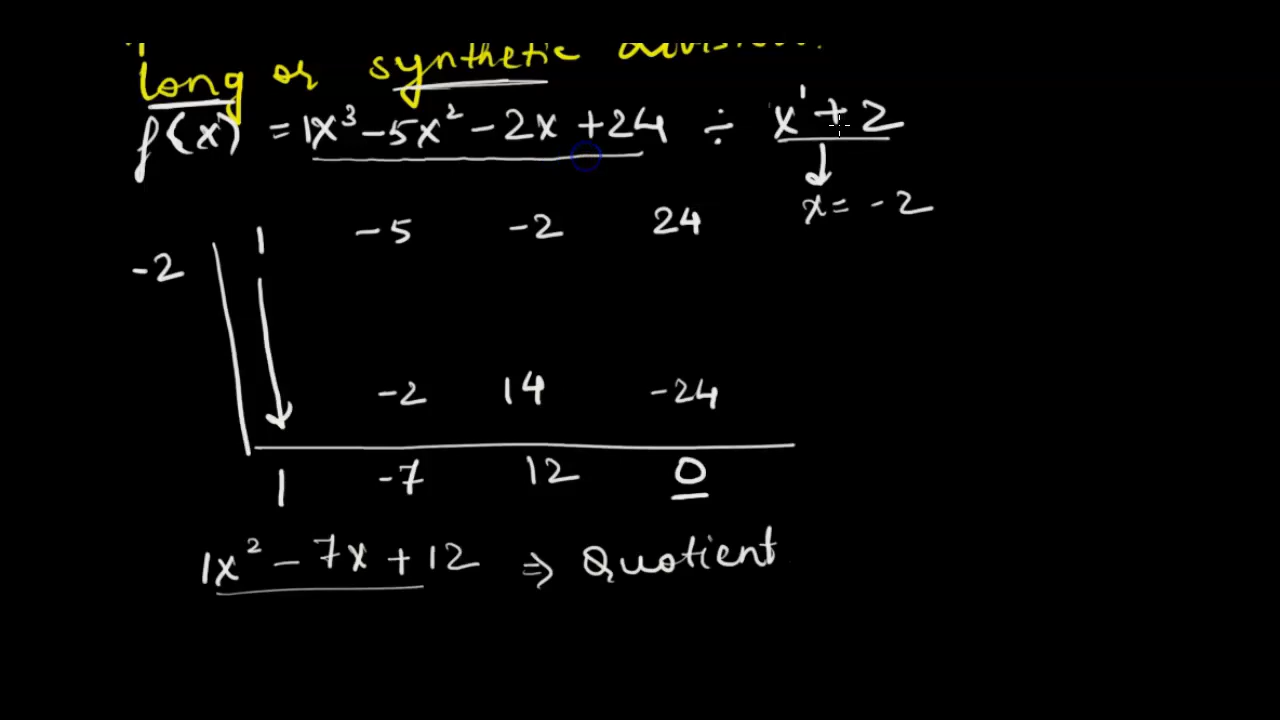 long or synthetic division.
f(x) = 1x³ - 5x² - 2x + 24 ÷ x¹ + 2
x = -2
1 -5 -2 24
-2
-2 14 -24
1 -7 12 0
1x² - 7x + 12 ⇒ Quotient